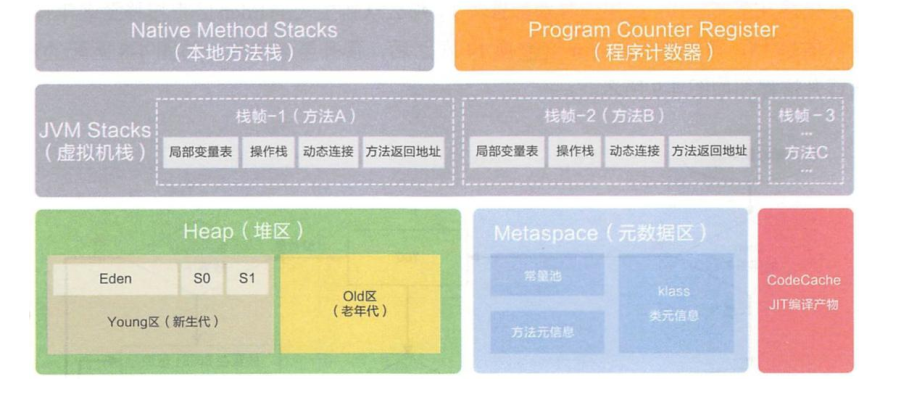 Native Method Stacks
（本地方法栈）
Program Counter Register
（程序计数器）
JVM Stacks
（虚拟机栈）
栈帧-1（方法A）
局部变量表
操作栈
动态连接
方法返回地址
栈帧-2（方法B）
局部变量表
操作栈
动态连接
方法返回地址
栈帧-3
...
方法C
...
Heap（堆区）
Eden
S0
S1
Young区（新生代）
Old区
（老年代）
Metaspace（元数据区）
常量池
方法元信息
klass
类元信息
CodeCache
JIT编译产物